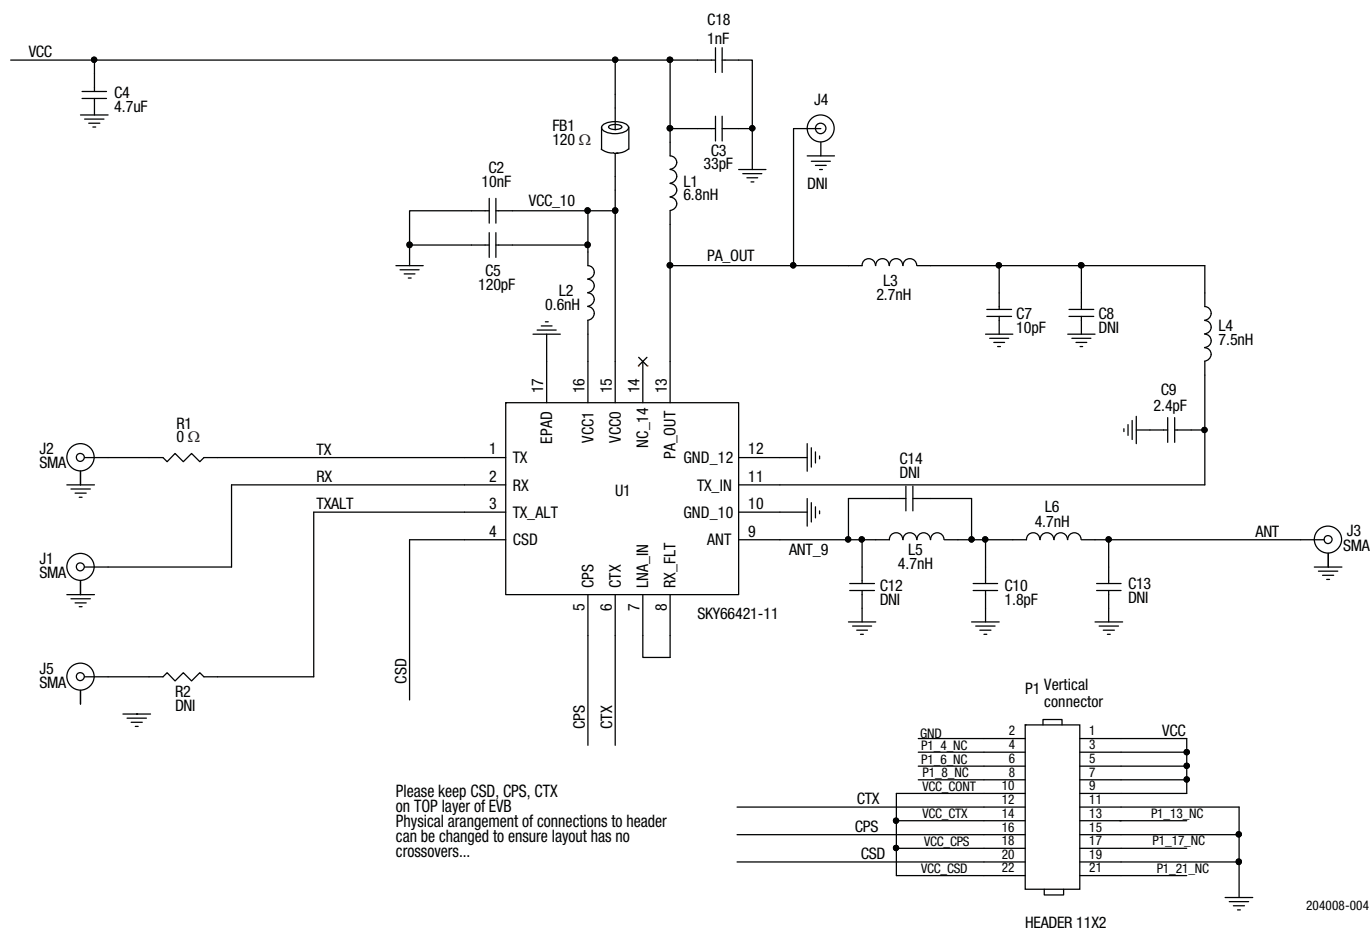 VCC
C4
4.7uF
C18
1nF
FB1
120 Ω
C3
33pF
J4
DNI
C2
10nF
VCC_10
L1
6.8nH
C5
120pF
L2
0.6nH
PA_OUT
L3
2.7nH
C7
10pF
C8
DNI
L4
7.5nH
C9
2.4pF
17
16
15
14
13
EPAD
VCC1
VCC0
NC_14
PA_OUT
J2
SMA
R1
0 Ω
TX
1
TX
GND_12
12
RX
2
RX
U1
TX_IN
11
TXALT
3
TX_ALT
GND_10
10
4
CSD
ANT
9
ANT_9
C14
DNI
L5
4.7nH
L6
4.7nH
ANT
J3
SMA
J1
SMA
CPS
CTX
LNA_IN
RX_FLT
5
6
7
8
SKY66421-11
C12
DNI
C10
1.8pF
C13
DNI
J5
SMA
R2
DNI
CSD
CPS
CTX
Please keep CSD, CPS, CTX
on TOP layer of EVB
Physical arangement of connections to header
can be changed to ensure layout has no
crossovers...
P1 Vertical
connector
GND 2 1 VCC
P1_4_NC 4 3
P1_6_NC 6 5
P1_8_NC 8 7
VCC_CONT 10 9
CTX 12 11
VCC_CTX 14 13 P1_13_NC
CPS 16 15
VCC_CPS 18 17 P1_17_NC
CSD 20 19
VCC_CSD 22 21 P1_21_NC
HEADER 11X2
204008-004